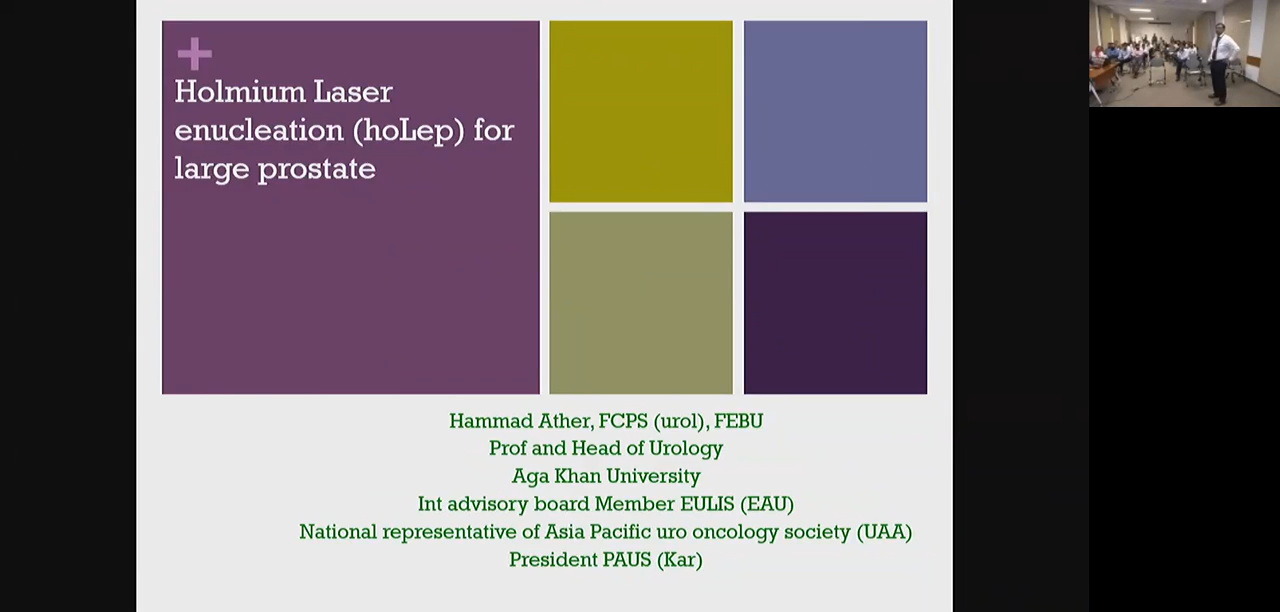 +
Holmium Laser
enucleation (hoLep) for
large prostate
Hammad Ather, FCPS (urol), FEBU
Prof and Head of Urology
Aga Khan University
Int advisory board Member EULIS (EAU)
National representative of Asia Pacific uro oncology society (UAA)
President PAUS (Kar)